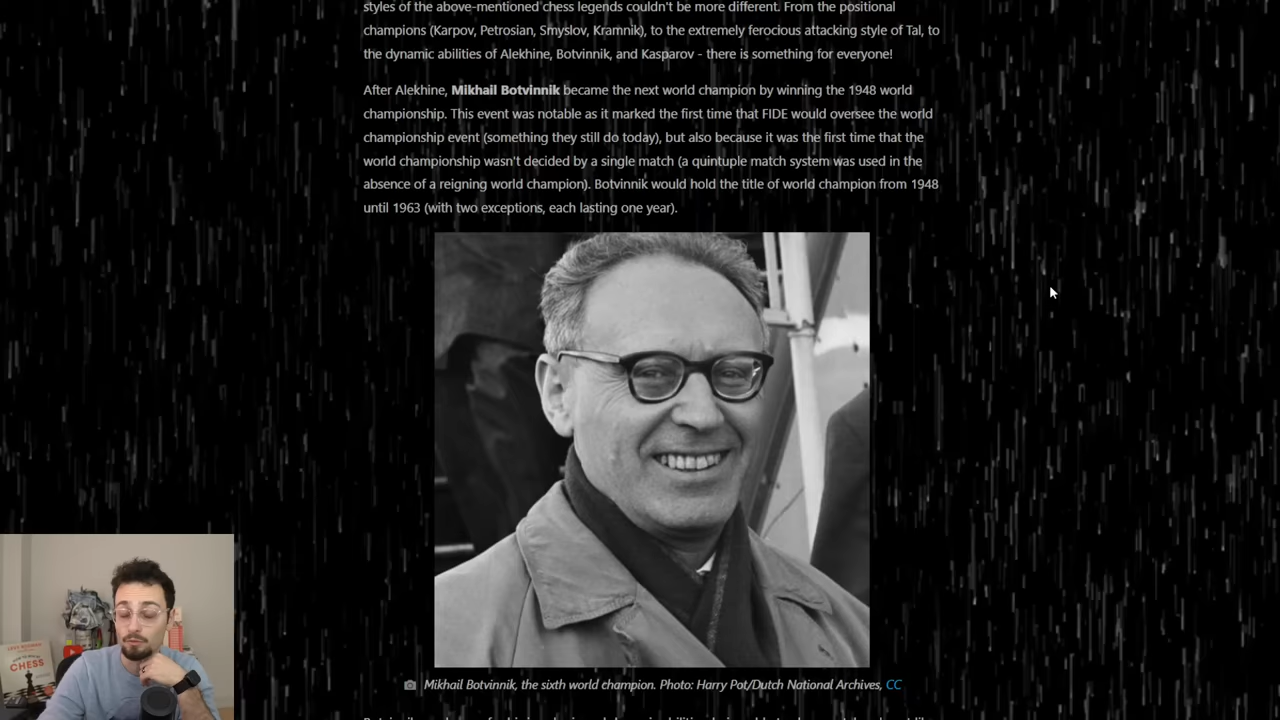 styles of the above-mentioned chess legends couldn't be more different. From the positional
champions (Karpov, Petrosian, Smyslov, Kramnik), to the extremely ferocious attacking style of Tal, to
the dynamic abilities of Alekhine, Botvinnik, and Kasparov - there is something for everyone!
After Alekhine, Mikhail Botvinnik became the next world champion by winning the 1948 world
championship. This event was notable as it marked the first time that FIDE would oversee the world
championship event (something they still do today), but also because it was the first time that the
world championship wasn't decided by a single match (a quintuple match system was used in the
absence of a reigning world champion). Botvinnik would hold the title of world champion from 1948
until 1963 (with two exceptions, each lasting one year).
Mikhail Botvinnik, the sixth world champion. Photo: Harry Pot/Dutch National Archives, CC
CHESS